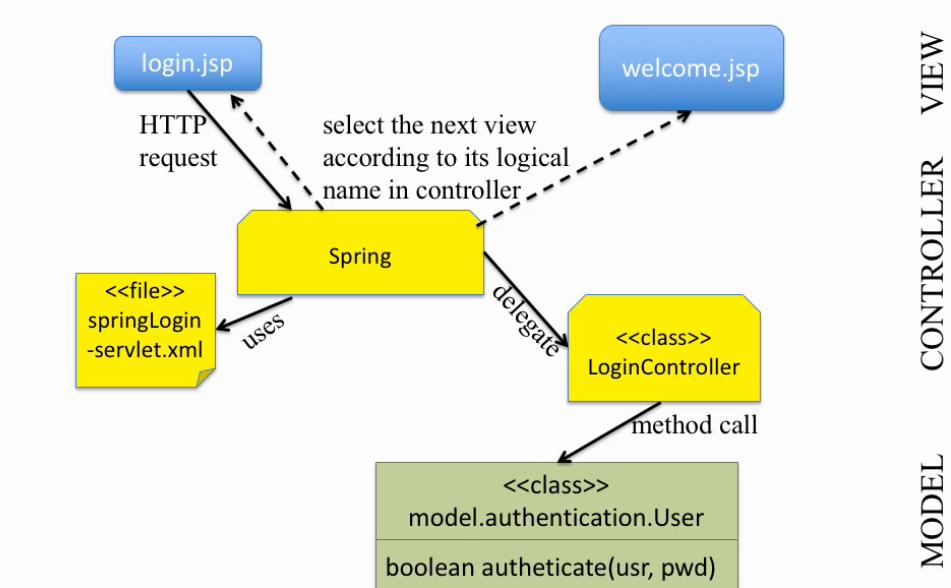 login.jsp
welcome.jsp
VIEW
HTTP
request
select the next view
according to its logical
name in controller
CONTROLLER
Spring
<<file>>
springLogin
-servlet.xml
uses
delegate
<<class>>
LoginController
method call
MODEL
<<class>>
model.authentication.User
boolean autheticate(usr, pwd)